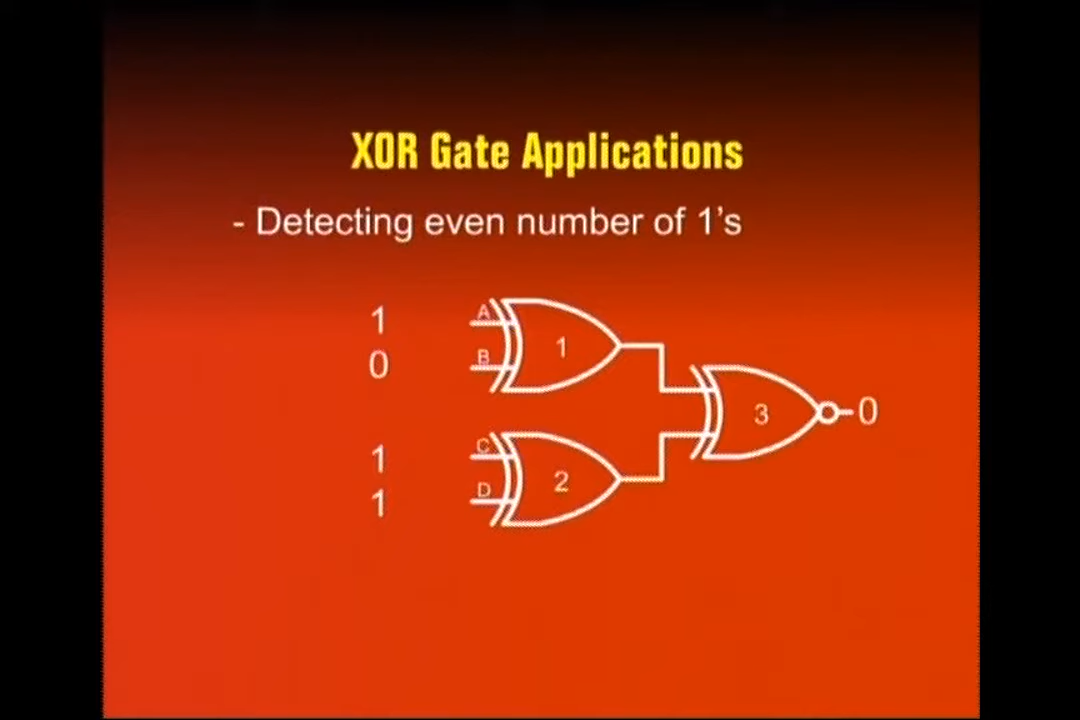 XOR Gate Applications
- Detecting even number of 1's
1 A
0 B
1
3
0
1 C
1 D
2